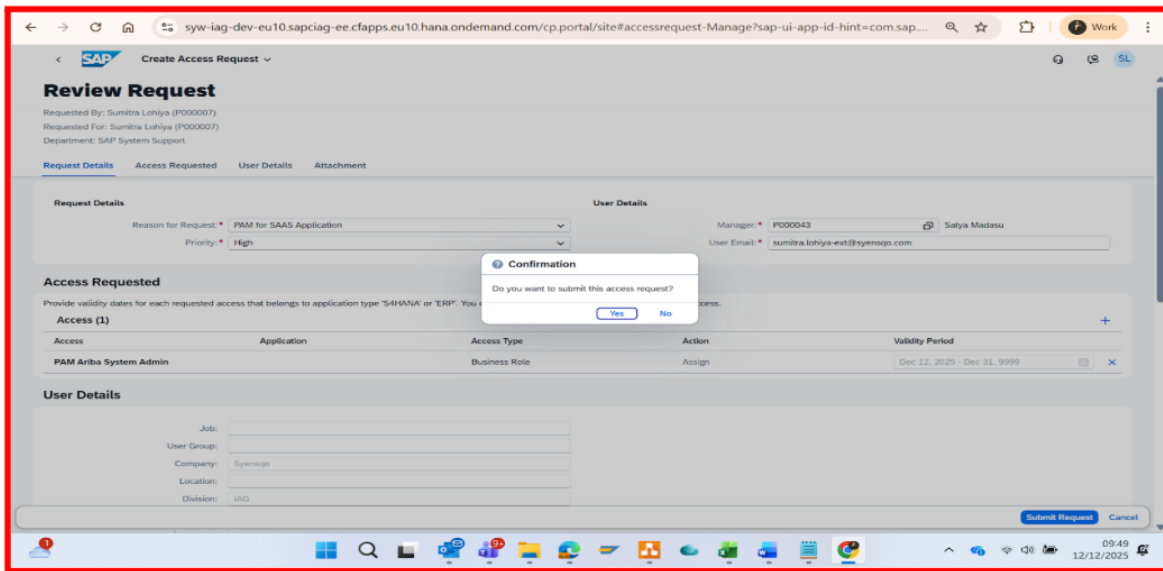 syw-iag-dev-eu10.sapciag-ee.cfapps.eu10.hana.ondemand.com/cp.portal/site#accessrequest-Manage?sap-ui-app-id-hint=com.sap.... Work
SAP Create Access Request SL
Review Request
Requested By: Sumitra Lohiya (P000007)
Requested For: Sumitra Lohiya (P000007)
Department: SAP System Support
Request Details Access Requested User Details Attachment
Request Details User Details
Reason for Request:* PAM for SAAS Application Manager:* P000043 Satya Madasu
Priority:* High User Email:* sumitra.lohiya-ext@syensqo.com
Confirmation
Do you want to submit this access request?
Yes No
Access Requested
Provide validity dates for each requested access that belongs to application type 'S4HANA' or 'ERP'. You
Access (1)
Access Application Access Type Action Validity Period
PAM Ariba System Admin Business Role Assign Dec 12, 2025 - Dec 31, 9999
User Details
Job:
User Group:
Company: Syensqo
Location:
Division: IAG
Submit Request Cancel
1 9+ 09:49
12/12/2025